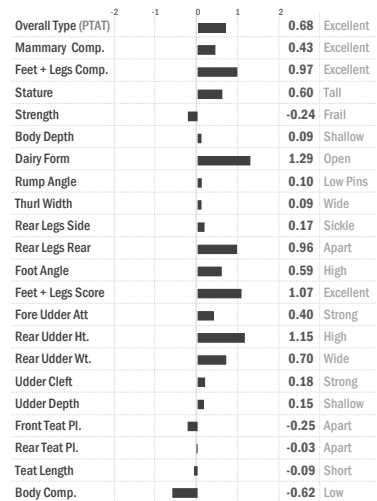 -2 -1 0 1 2
Overall Type (PTAT) 0.68 Excellent
Mammary Comp. 0.43 Excellent
Feet + Legs Comp. 0.97 Excellent
Stature 0.60 Tall
Strength -0.24 Frail
Body Depth 0.09 Shallow
Dairy Form 1.29 Open
Rump Angle 0.10 Low Pins
Thurl Width 0.09 Wide
Rear Legs Side 0.17 Sickle
Rear Legs Rear 0.96 Apart
Foot Angle 0.59 High
Feet + Legs Score 1.07 Excellent
Fore Udder Att 0.40 Strong
Rear Udder Ht. 1.15 High
Rear Udder Wt. 0.70 Wide
Udder Cleft 0.18 Strong
Udder Depth 0.15 Shallow
Front Teat Pl. -0.25 Apart
Rear Teat Pl. -0.03 Apart
Teat Length -0.09 Short
Body Comp. -0.62 Low